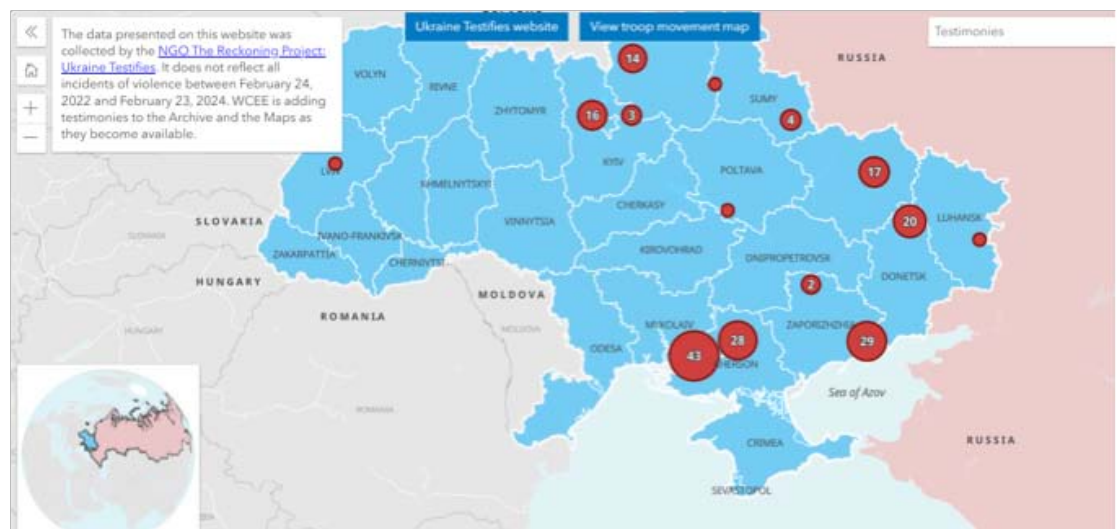 Ukraine Testifies website
View troop movement map
Testimonies
The data presented on this website was
collected by the NGO The Reckoning Project:
Ukraine Testifies. It does not reflect all
incidents of violence between February 24,
2022 and February 23, 2024. WCEE is adding
testimonies to the Archive and the Maps as
they become available.
RUSSIA
VOLYN
RIVNE
14
ZHYTOMYR
SUMY
16
3
4
KYIV
LVIV
KHMELNYTSKYI
POLTAVA
17
CHERKASY
LUHANSK
20
SLOVAKIA
SLOVAKIA
IVANO-FRANKIVSK
VINNYTSIA
ZAKARPATTIA
CHERNIVTSI
KIROVOHRAD
DNIPROPETROVSK
DONETSK
HUNGARY
2
MOLDOVA
ROMANIA
HUNGARY
MOLDOVA
MYKOLAIV
ZAPORIZHZHIA
ODESA
43
28
29
KHERSON
Sea of Azov
ROMANIA
CRIMEA
RUSSIA
SEVASTOPOL